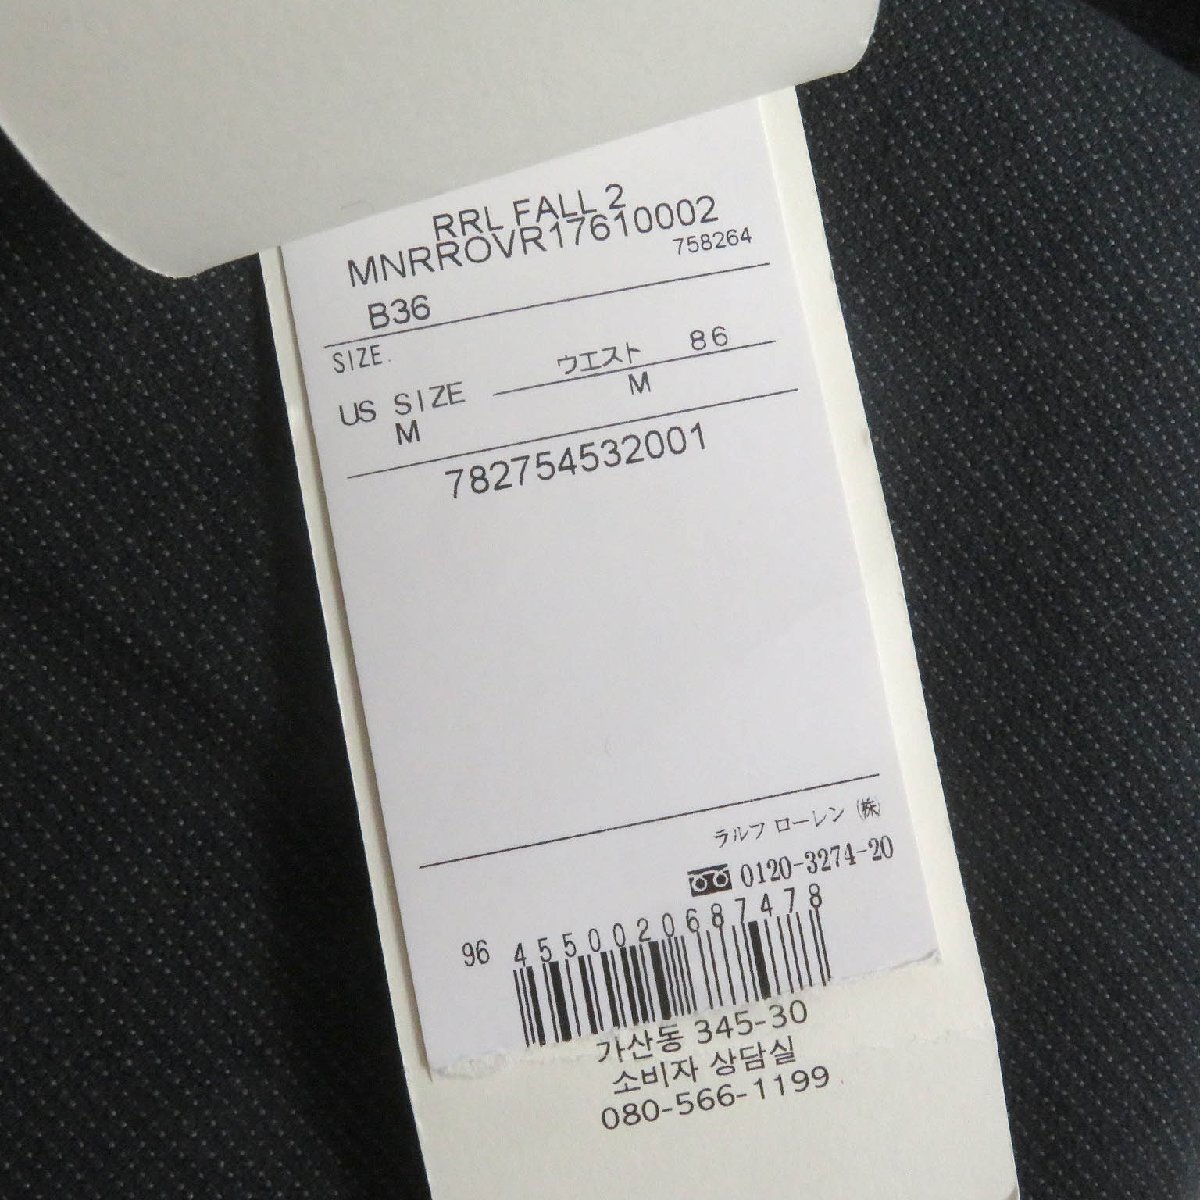 RRL FALL 2
MNRROVR17610002
758264
B36
SIZE.
ウエスト 86
US SIZE M
M
782754532001
ラルフ ローレン ㈱
0120-3274-20
96 4550020687478
가산동 345-30
소비자 상담실
080-566-1199